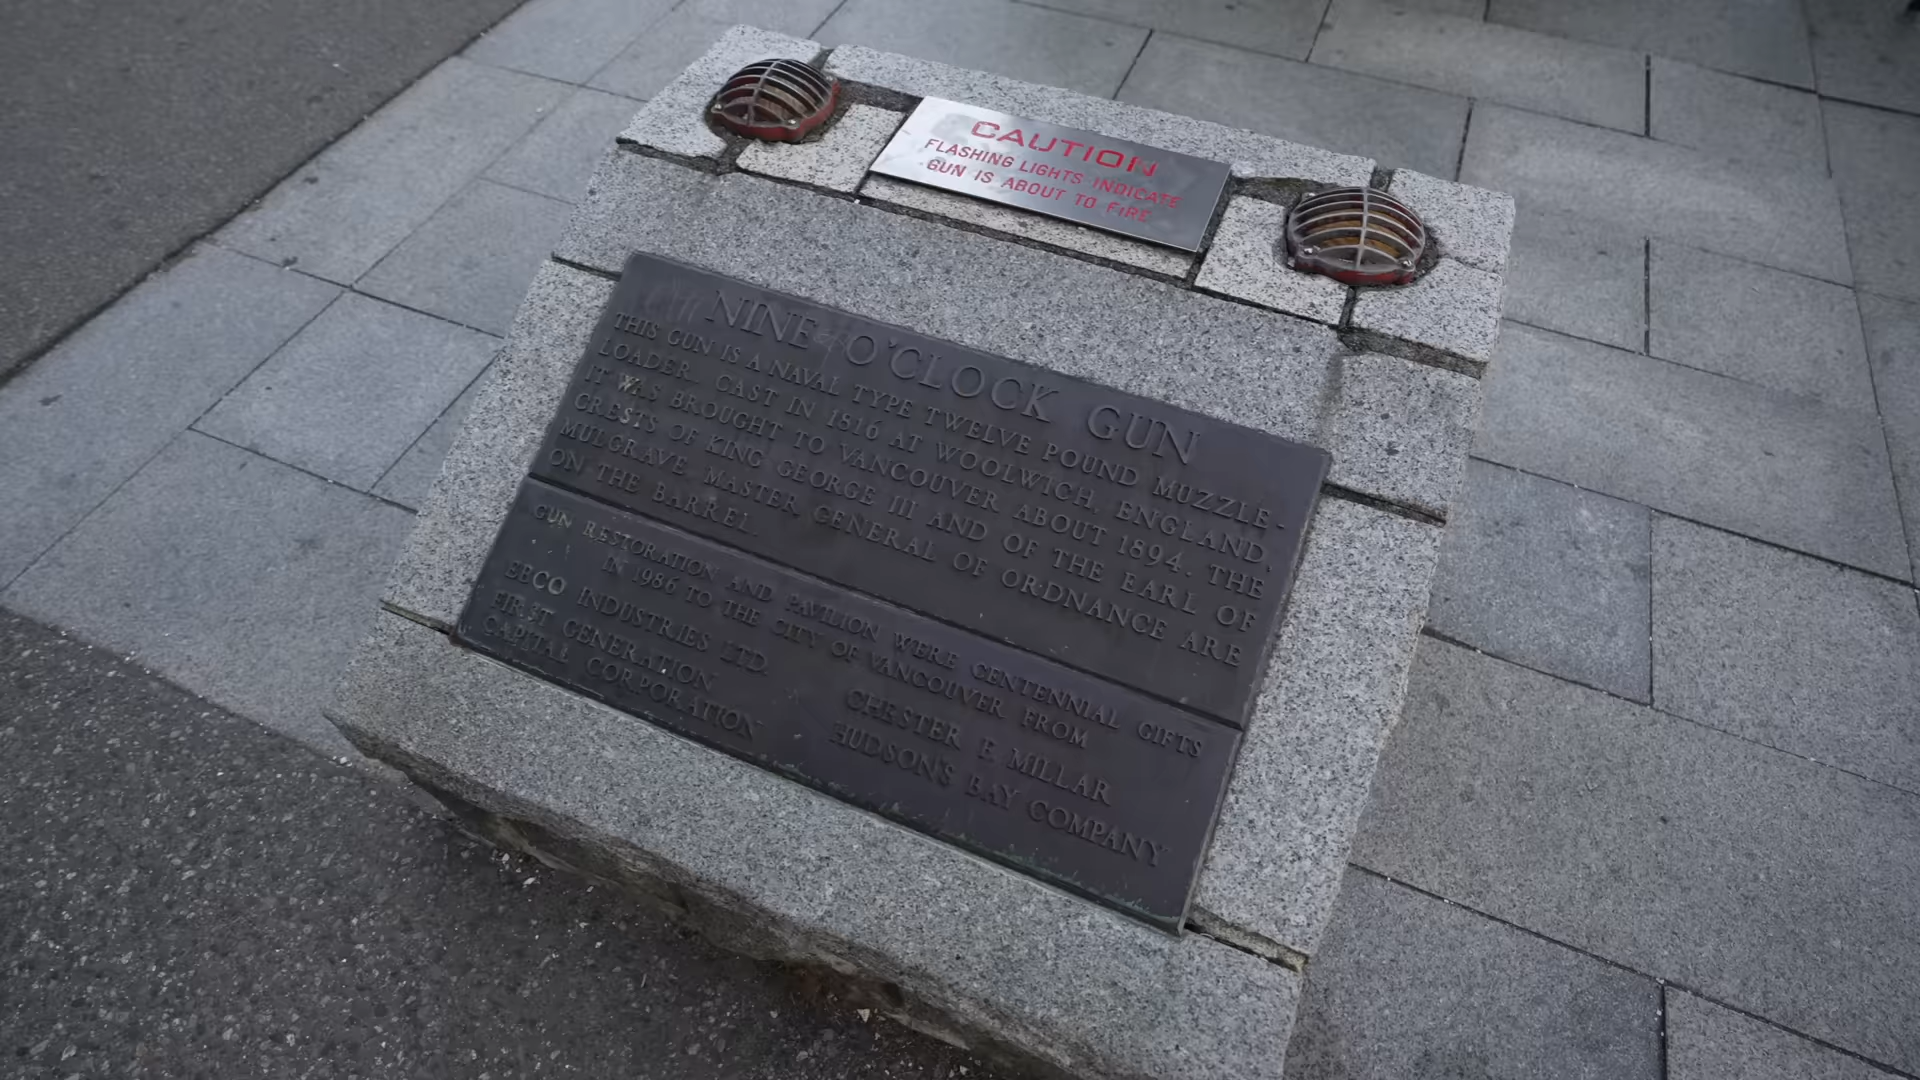 CAUTION
FLASHING LIGHTS INDICATE
GUN IS ABOUT TO FIRE
NINE O'CLOCK GUN
THIS GUN IS A NAVAL TYPE TWELVE POUND MUZZLE-
LOADER. CAST IN 1816 AT WOOLWICH, ENGLAND,
IT WAS BROUGHT TO VANCOUVER ABOUT 1894. THE
CRESTS OF KING GEORGE III AND OF THE EARL OF
MULGRAVE, MASTER GENERAL OF ORDNANCE ARE
ON THE BARREL.
GUN RESTORATION AND PAVILION WERE CENTENNIAL GIFTS
IN 1986 TO THE CITY OF VANCOUVER FROM
EBCO INDUSTRIES LTD.
FIRST GENERATION
CAPITAL CORPORATION
CHESTER F. MILLAR
HUDSON'S BAY COMPANY